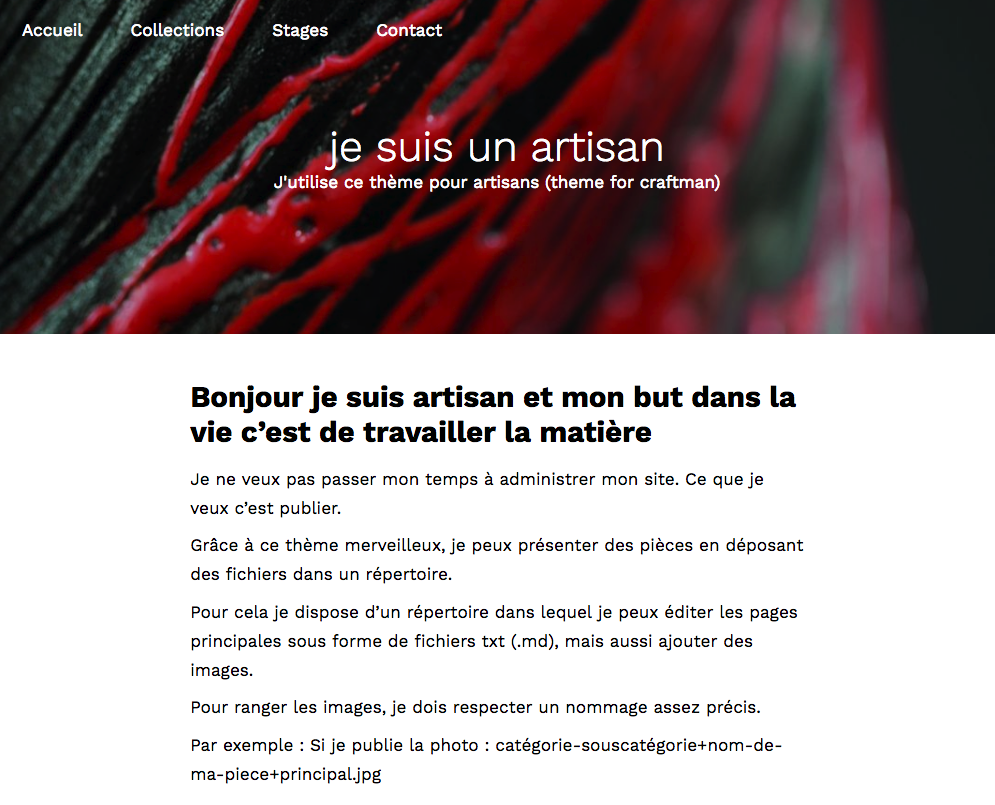 Accueil Collections Stages Contact
je suis un artisan
J'utilise ce thème pour artisans (theme for craftman)
Bonjour je suis artisan et mon but dans la
vie c’est de travailler la matière
Je ne veux pas passer mon temps à administrer mon site. Ce que je
veux c’est publier.
Grâce à ce thème merveilleux, je peux présenter des pièces en déposant
des fichiers dans un répertoire.
Pour cela je dispose d’un répertoire dans lequel je peux éditer les pages
principales sous forme de fichiers txt (.md), mais aussi ajouter des
images.
Pour ranger les images, je dois respecter un nommage assez précis.
Par exemple : Si je publie la photo : catégorie-souscatégorie+nom-de-
ma-piece+principal.jpg